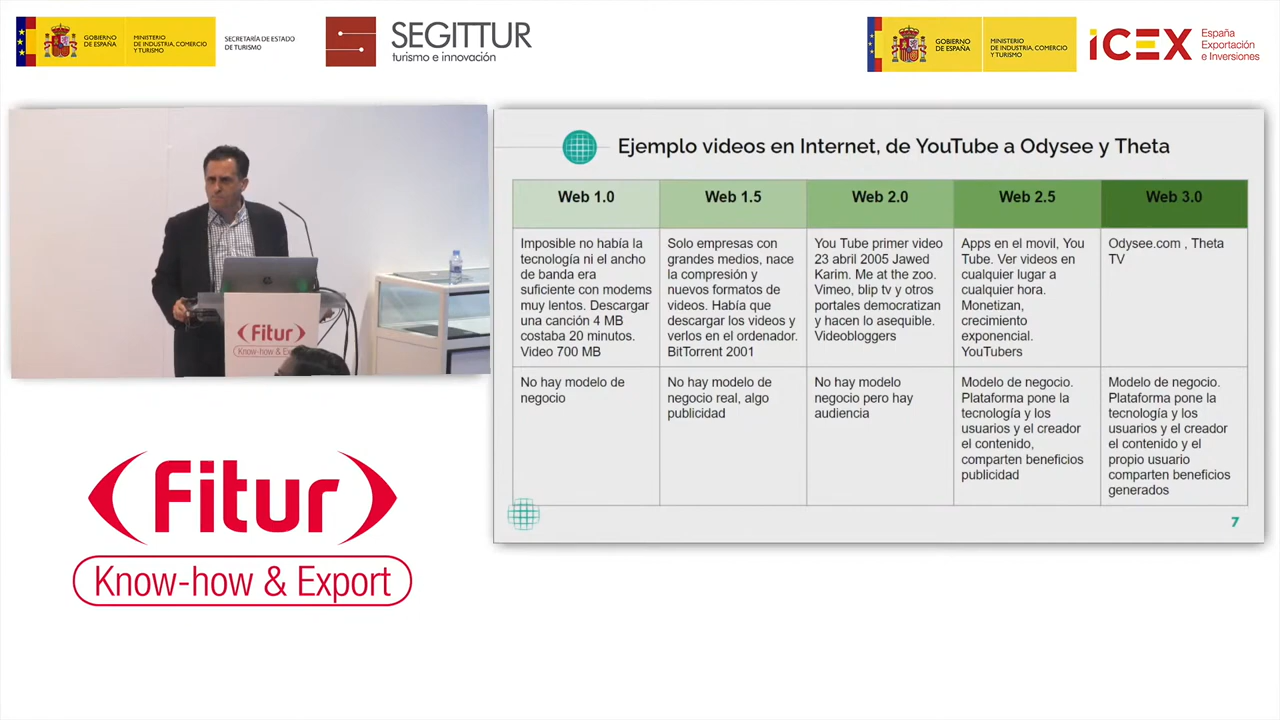 GOBIERNO
DE ESPAÑA
MINISTERIO
DE INDUSTRIA, COMERCIO
Y TURISMO
SECRETARÍA DE ESTADO
DE TURISMO
SEGITTUR
turismo e innovación
GOBIERNO
DE ESPAÑA
MINISTERIO
DE INDUSTRIA, COMERCIO
Y TURISMO
iCEX
España
Exportación
e Inversiones
Fitur
Know-how & Exp
Ejemplo videos en Internet, de YouTube a Odysee y Theta
Web 1.0
Web 1.5
Web 2.0
Web 2.5
Web 3.0
Imposible no había la
tecnología ni el ancho
de banda era
suficiente con modems
muy lentos. Descargar
una canción 4 MB
costaba 20 minutos.
Video 700 MB
Solo empresas con
grandes medios, nace
la compresión y
nuevos formatos de
videos. Había que
descargar los videos y
verlos en el ordenador.
BitTorrent 2001
You Tube primer video
23 abril 2005 Jawed
Karim. Me at the zoo.
Vimeo, blip tv y otros
portales democratizan
y hacen lo asequible.
Videobloggers
Apps en el movil, You
Tube. Ver videos en
cualquier lugar a
cualquier hora.
Monetizan,
crecimiento
exponencial.
YouTubers
Odysee.com , Theta
TV
No hay modelo de
negocio
No hay modelo de
negocio real, algo
publicidad
No hay modelo
negocio pero hay
audiencia
Modelo de negocio.
Plataforma pone la
tecnología y los
usuarios y el creador
el contenido,
comparten beneficios
publicidad
Modelo de negocio.
Plataforma pone la
tecnología y los
usuarios y el creador
el contenido y el
propio usuario
comparten beneficios
generados
7
Fitur
Know-how & Export